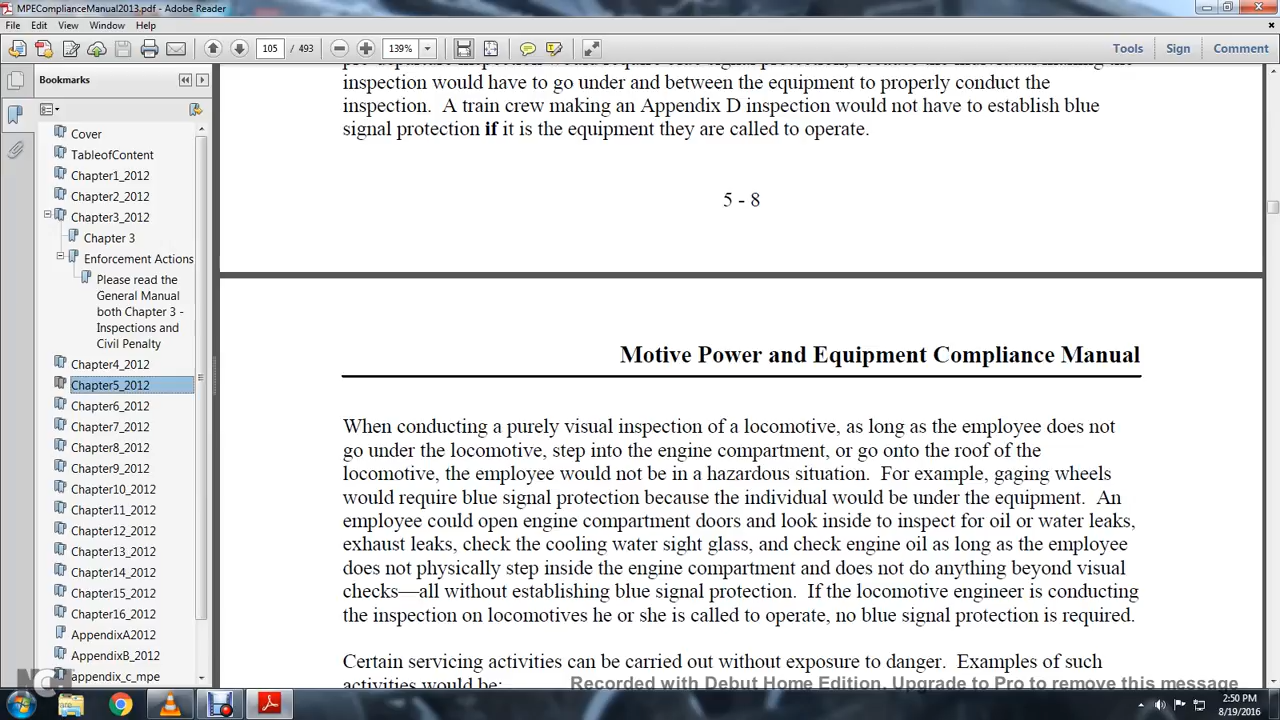 MPEComplianceManual2013.pdf - Adobe Reader
File Edit View Window Help
105 / 493 139% Tools Sign Comment
Bookmarks
Cover
TableofContent
Chapter1_2012
Chapter2_2012
Chapter3_2012
Chapter 3
Enforcement Actions
Please read the
General Manual
both Chapter 3 -
Inspections and
Civil Penalty
Chapter4_2012
Chapter5_2012
Chapter6_2012
Chapter7_2012
Chapter8_2012
Chapter9_2012
Chapter10_2012
Chapter11_2012
Chapter12_2012
Chapter13_2012
Chapter14_2012
Chapter15_2012
Chapter16_2012
AppendixA2012
AppendixB_2012
appendix_c_mpe
inspection would have to go under and between the equipment to properly conduct the
inspection. A train crew making an Appendix D inspection would not have to establish blue
signal protection if it is the equipment they are called to operate.
5 - 8
Motive Power and Equipment Compliance Manual
When conducting a purely visual inspection of a locomotive, as long as the employee does not
go under the locomotive, step into the engine compartment, or go onto the roof of the
locomotive, the employee would not be in a hazardous situation. For example, gaging wheels
would require blue signal protection because the individual would be under the equipment. An
employee could open engine compartment doors and look inside to inspect for oil or water leaks,
exhaust leaks, check the cooling water sight glass, and check engine oil as long as the employee
does not physically step inside the engine compartment and does not do anything beyond visual
checks—all without establishing blue signal protection. If the locomotive engineer is conducting
the inspection on locomotives he or she is called to operate, no blue signal protection is required.
Certain servicing activities can be carried out without exposure to danger. Examples of such
activities would be:
Recorded with Debut Home Edition. Upgrade to Pro to remove this message
NCH
2:50 PM
8/19/2016